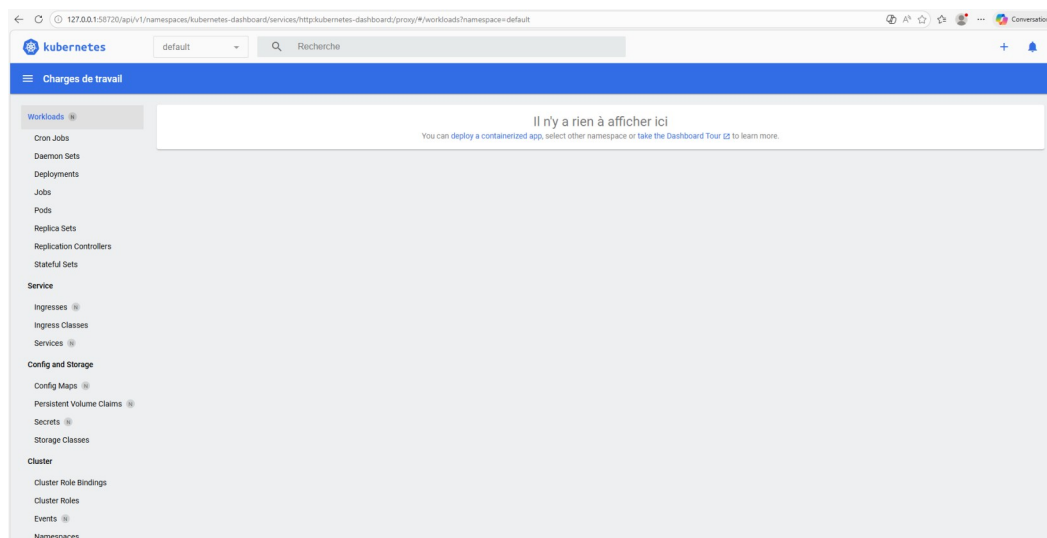 127.0.0.1:58720/api/v1/namespaces/kubernetes-dashboard/services/http:kubernetes-dashboard:/proxy/#/workloads?namespace=default
Conversation
kubernetes
default
Recherche
Charges de travail
Workloads N
Cron Jobs
Daemon Sets
Deployments
Jobs
Pods
Replica Sets
Replication Controllers
Stateful Sets
Service
Ingresses N
Ingress Classes
Services N
Config and Storage
Config Maps N
Persistent Volume Claims N
Secrets N
Storage Classes
Cluster
Cluster Role Bindings
Cluster Roles
Events N
Namespaces
Il n'y a rien à afficher ici
You can deploy a containerized app, select other namespace or take the Dashboard Tour to learn more.